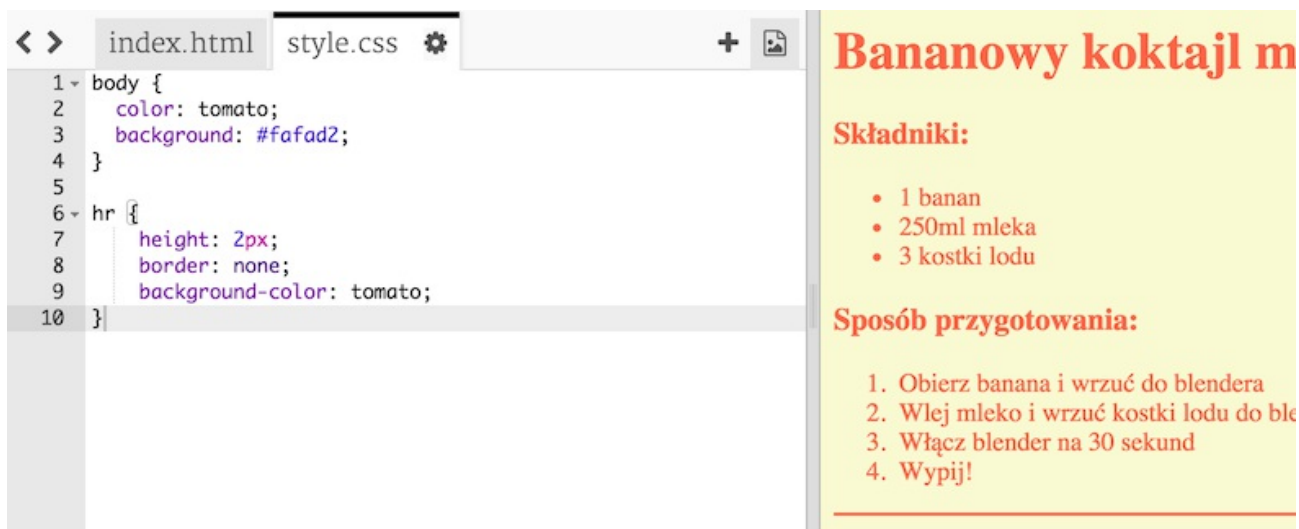 index.html style.css
1 body {
2 color: tomato;
3 background: #fafad2;
4 }
5
6 hr {
7 height: 2px;
8 border: none;
9 background-color: tomato;
10 }
Bananowy koktajl m
Składniki:
• 1 banan
• 250ml mleka
• 3 kostki lodu
Sposób przygotowania:
1. Obierz banana i wrzuć do blendera
2. Wlej mleko i wrzuć kostki lodu do ble
3. Włącz blender na 30 sekund
4. Wypij!